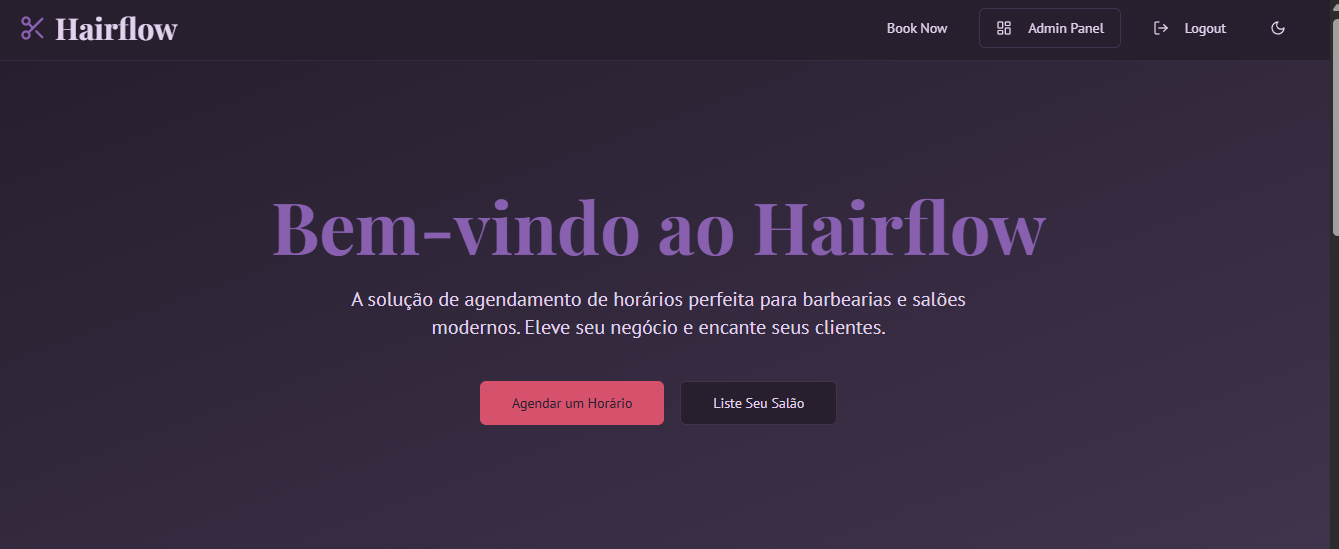 Hairflow
Book Now
Admin Panel
Logout
Bem-vindo ao Hairflow
A solução de agendamento de horários perfeita para barbearias e salões
modernos. Eleve seu negócio e encante seus clientes.
Agendar um Horário
Liste Seu Salão